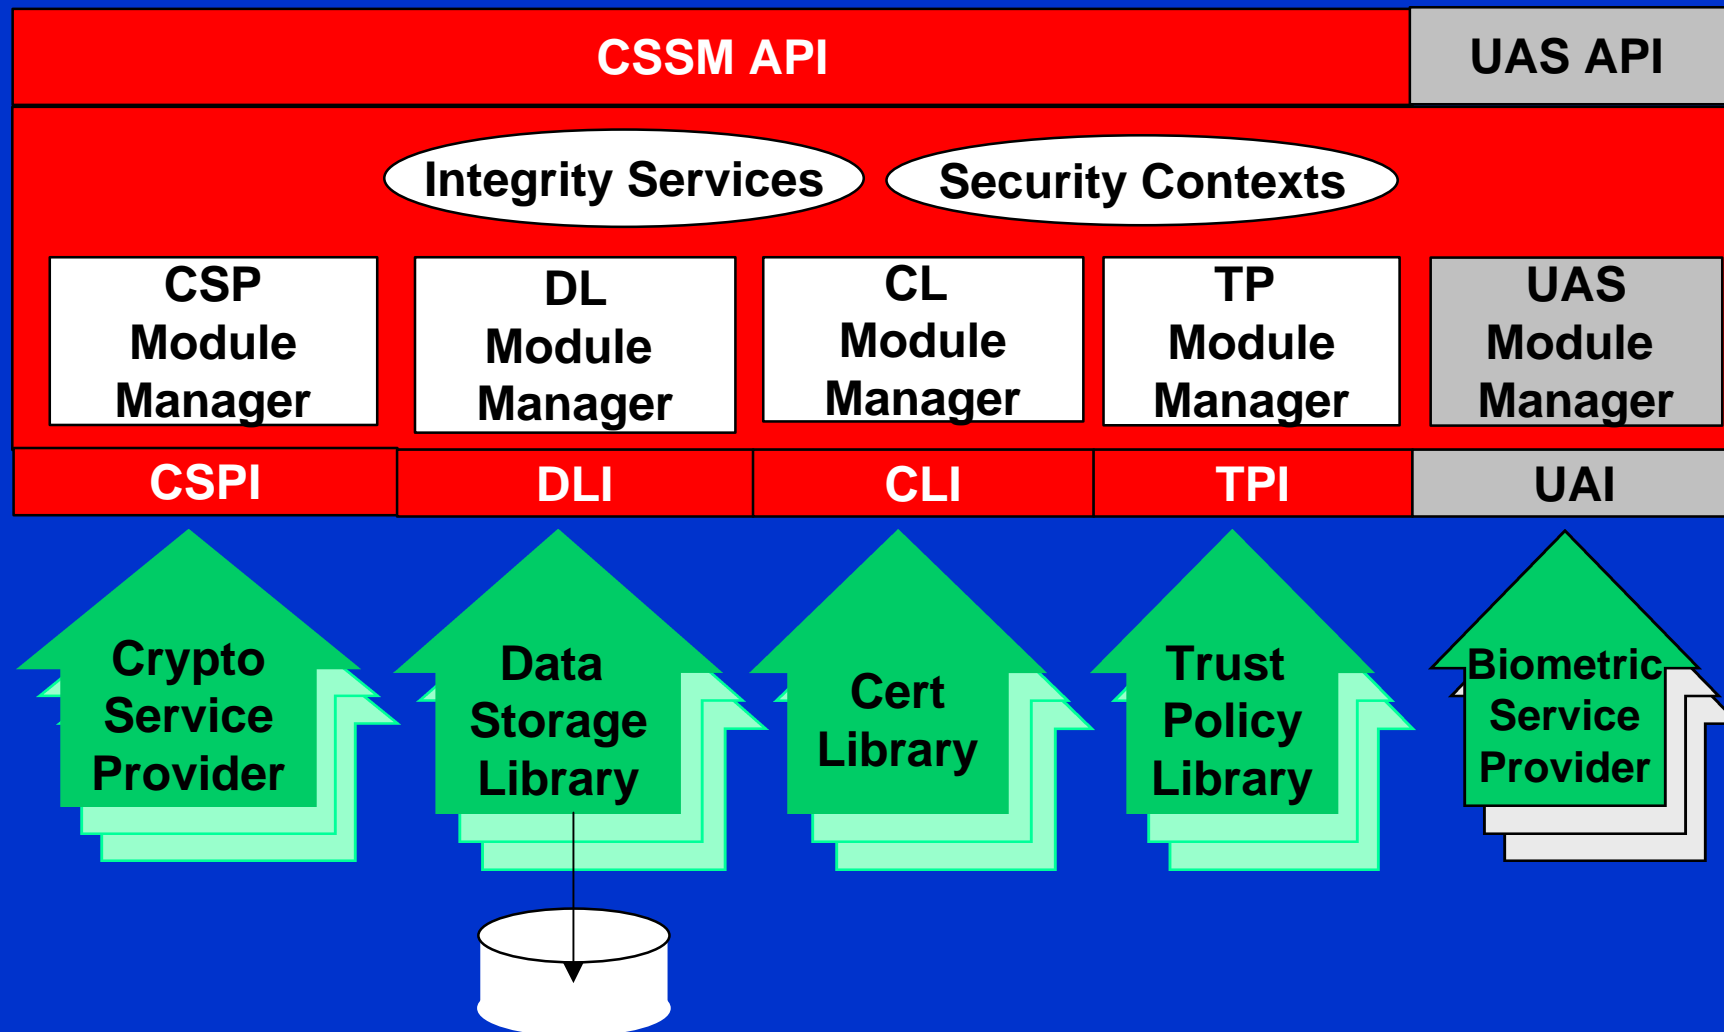 CSSM API
UAS API
Integrity Services
Security Contexts
CSP
Module
Manager
DL
Module
Manager
CL
Module
Manager
TP
Module
Manager
UAS
Module
Manager
CSPI
DLI
CLI
TPI
UAI
Crypto
Service
Provider
Data
Storage
Library
Cert
Library
Trust
Policy
Library
Biometric
Service
Provider